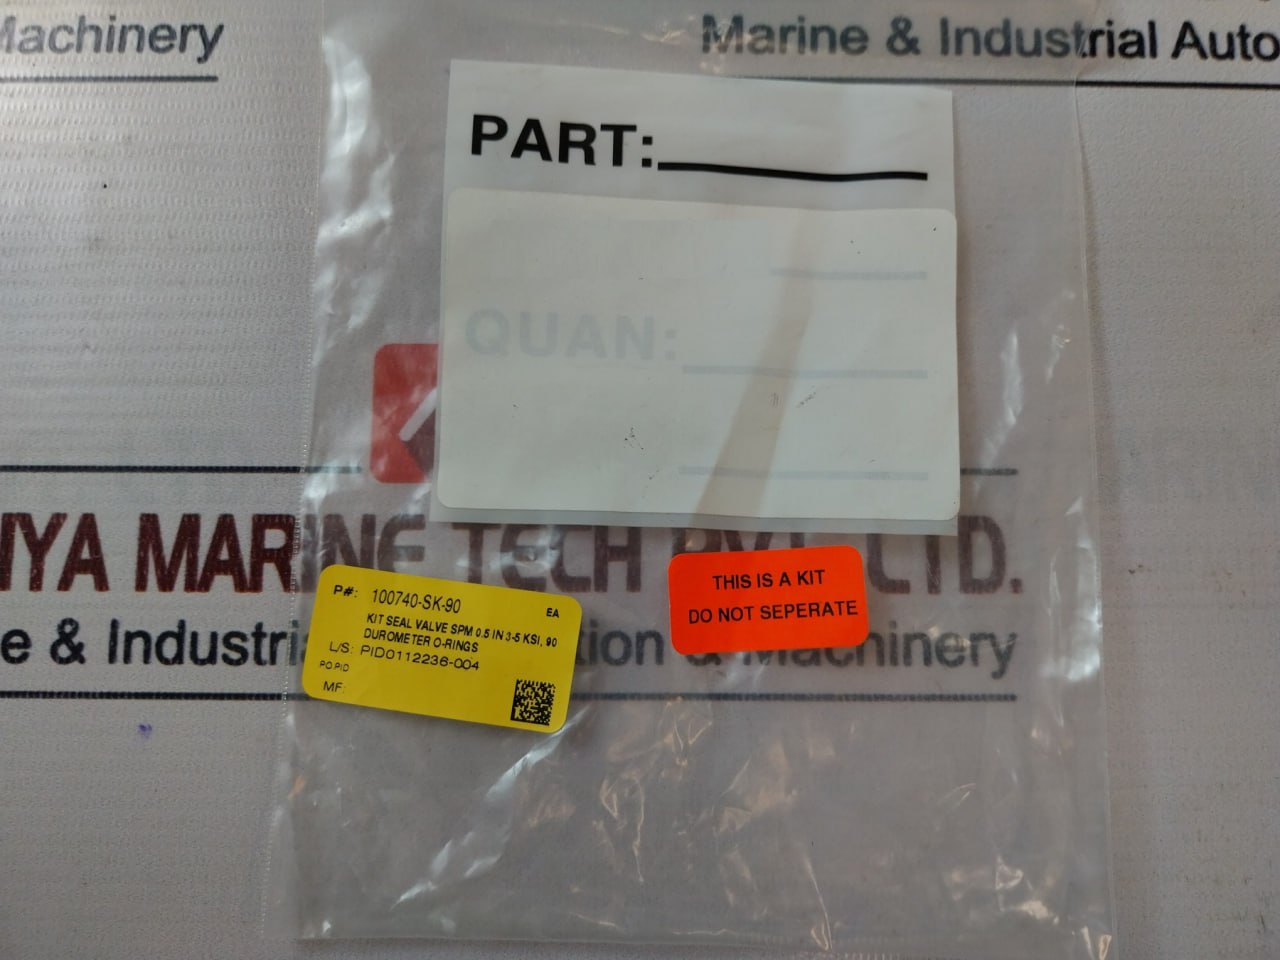 Machinery
Marine & Industrial Auto
PART:
QUAN:
IYA MARINE TECH PVT. LTD.
e & Industri
tion & Machinery
P#: 100740-SK-90
EA
KIT SEAL VALVE SPM 0.5 IN 3-5 KSI, 90
DUROMETER O-RINGS
L/S: PID0112236-004
PO PID
MF:
THIS IS A KIT
DO NOT SEPERATE